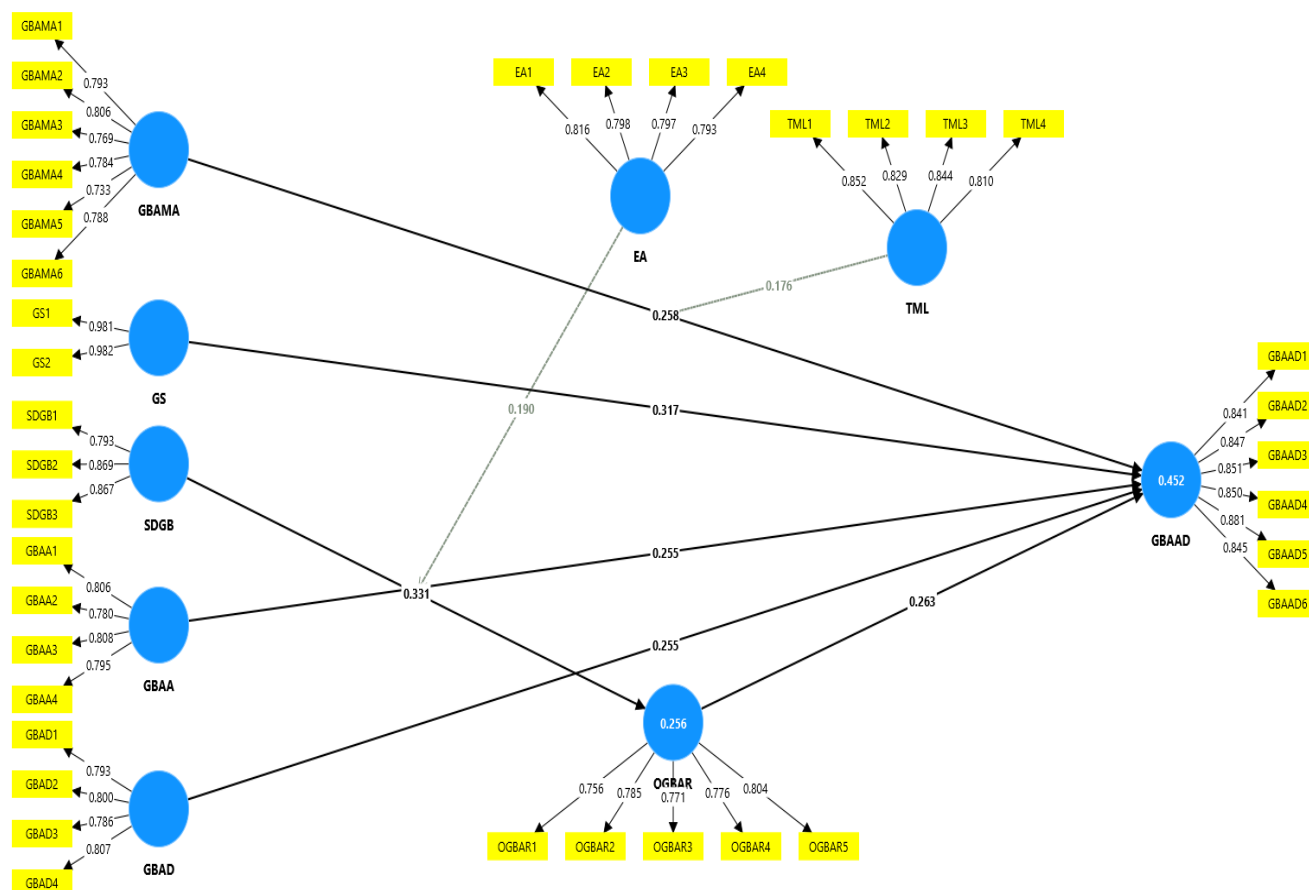 GBAMA1
GBAMA2
GBAMA3
GBAMA4
GBAMA5
GBAMA6
0.793
0.806
0.769
0.784
0.733
0.788
GBAMA
GS1
GS2
0.981
0.982
GS
SDGB1
SDGB2
SDGB3
0.793
0.869
0.867
SDGB
GBAA1
GBAA2
GBAA3
GBAA4
0.806
0.780
0.808
0.795
GBAA
GBAD1
GBAD2
GBAD3
GBAD4
0.793
0.800
0.786
0.807
GBAD
EA1 EA2 EA3 EA4
0.816 0.798 0.797 0.793
EA
TML1 TML2 TML3 TML4
0.852 0.829 0.844 0.810
TML
0.176
0.258
0.190
0.317
0.255
0.331
0.255
0.263
0.256
OGBAR
0.756 0.785 0.771 0.776 0.804
OGBAR1 OGBAR2 OGBAR3 OGBAR4 OGBAR5
0.452
GBAAD
0.841
0.847
0.851
0.850
0.881
0.845
GBAAD1
GBAAD2
GBAAD3
GBAAD4
GBAAD5
GBAAD6